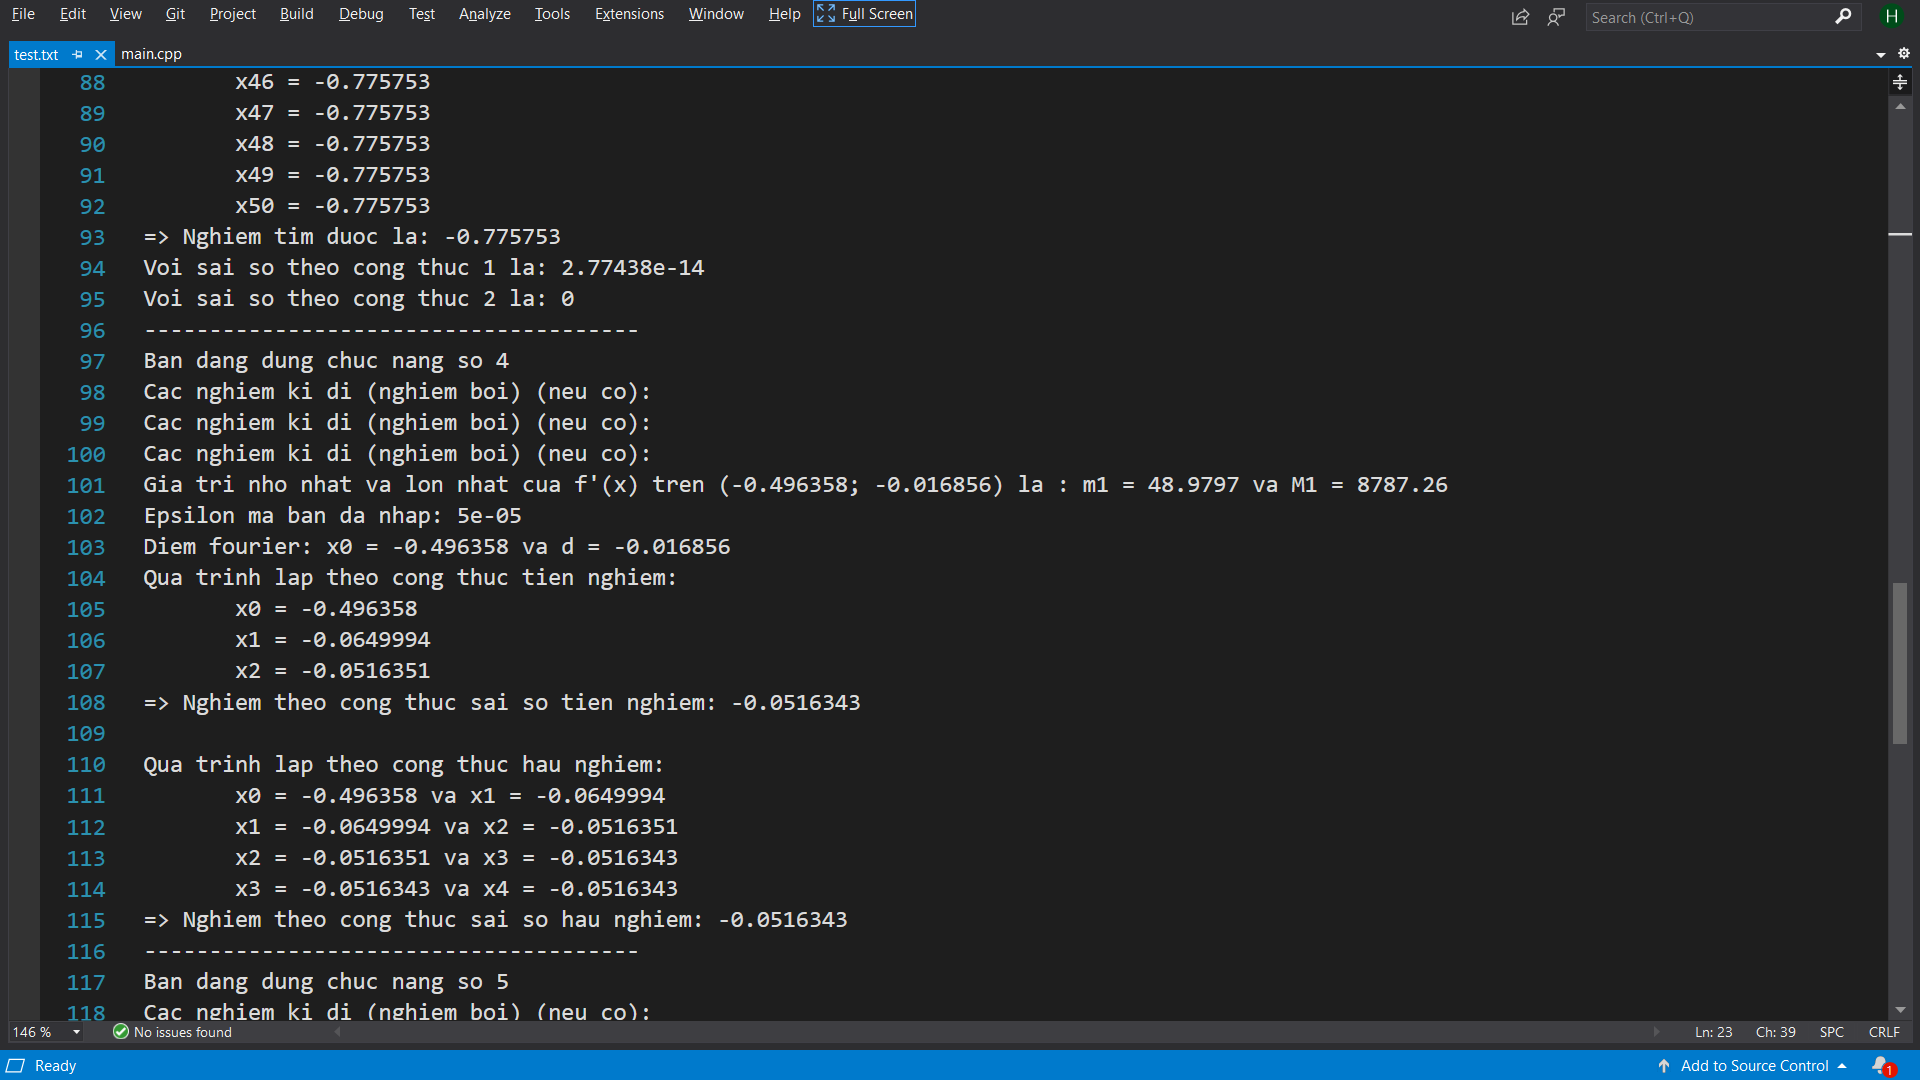 File Edit View Git Project Build Debug Test Analyze Tools Extensions Window Help Full Screen Search (Ctrl+Q) H
test.txt main.cpp
88 x46 = -0.775753
89 x47 = -0.775753
90 x48 = -0.775753
91 x49 = -0.775753
92 x50 = -0.775753
93 => Nghiem tim duoc la: -0.775753
94 Voi sai so theo cong thuc 1 la: 2.77438e-14
95 Voi sai so theo cong thuc 2 la: 0
96 --------------------------------------
97 Ban dang dung chuc nang so 4
98 Cac nghiem ki di (nghiem boi) (neu co):
99 Cac nghiem ki di (nghiem boi) (neu co):
100 Cac nghiem ki di (nghiem boi) (neu co):
101 Gia tri nho nhat va lon nhat cua f'(x) tren (-0.496358; -0.016856) la : m1 = 48.9797 va M1 = 8787.26
102 Epsilon ma ban da nhap: 5e-05
103 Diem fourier: x0 = -0.496358 va d = -0.016856
104 Qua trinh lap theo cong thuc tien nghiem:
105 x0 = -0.496358
106 x1 = -0.0649994
107 x2 = -0.0516351
108 => Nghiem theo cong thuc sai so tien nghiem: -0.0516343
109
110 Qua trinh lap theo cong thuc hau nghiem:
111 x0 = -0.496358 va x1 = -0.0649994
112 x1 = -0.0649994 va x2 = -0.0516351
113 x2 = -0.0516351 va x3 = -0.0516343
114 x3 = -0.0516343 va x4 = -0.0516343
115 => Nghiem theo cong thuc sai so hau nghiem: -0.0516343
116 --------------------------------------
117 Ban dang dung chuc nang so 5
118 Cac nghiem ki di (nghiem boi) (neu co):
146 % No issues found Ln: 23 Ch: 39 SPC CRLF
Ready Add to Source Control 1